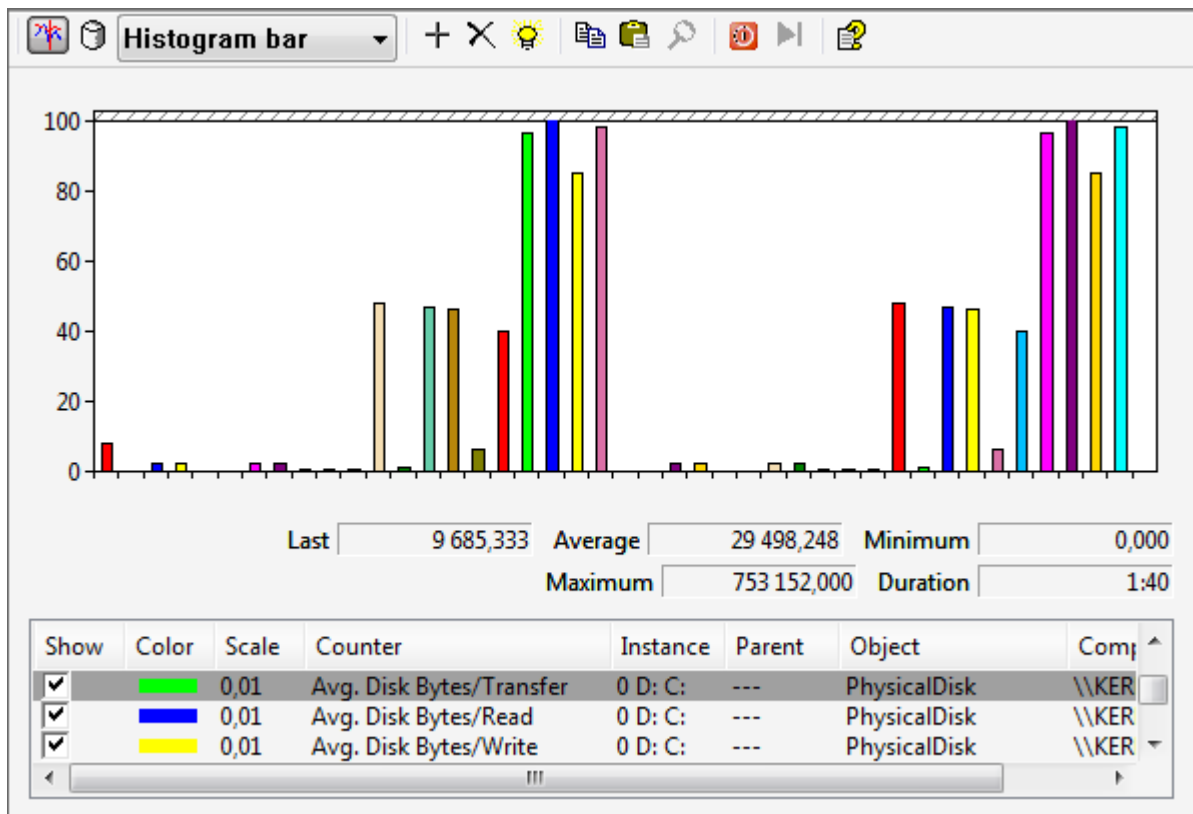 Histogram bar
100
80
60
40
20
0
Last 9 685,333 Average 29 498,248 Minimum 0,000
Maximum 753 152,000 Duration 1:40
Show Color Scale Counter Instance Parent Object Comp
0,01 Avg. Disk Bytes/Transfer 0 D: C: --- PhysicalDisk \\KER
0,01 Avg. Disk Bytes/Read 0 D: C: --- PhysicalDisk \\KER
0,01 Avg. Disk Bytes/Write 0 D: C: --- PhysicalDisk \\KER